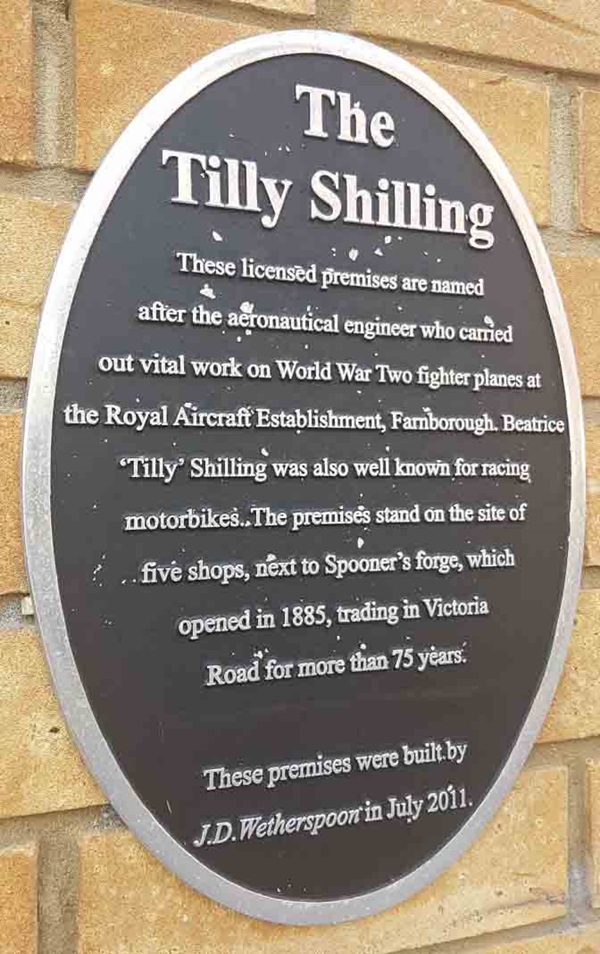 The
Tilly Shilling
These licensed premises are named
after the aeronautical engineer who carried
out vital work on World War Two fighter planes at
the Royal Aircraft Establishment, Farnborough. Beatrice
‘Tilly’ Shilling was also well known for racing
motorbikes. The premises stand on the site of
five shops, next to Spooner’s forge, which
opened in 1885, trading in Victoria
Road for more than 75 years.
These premises were built by
J.D. Wetherspoon in July 2011.